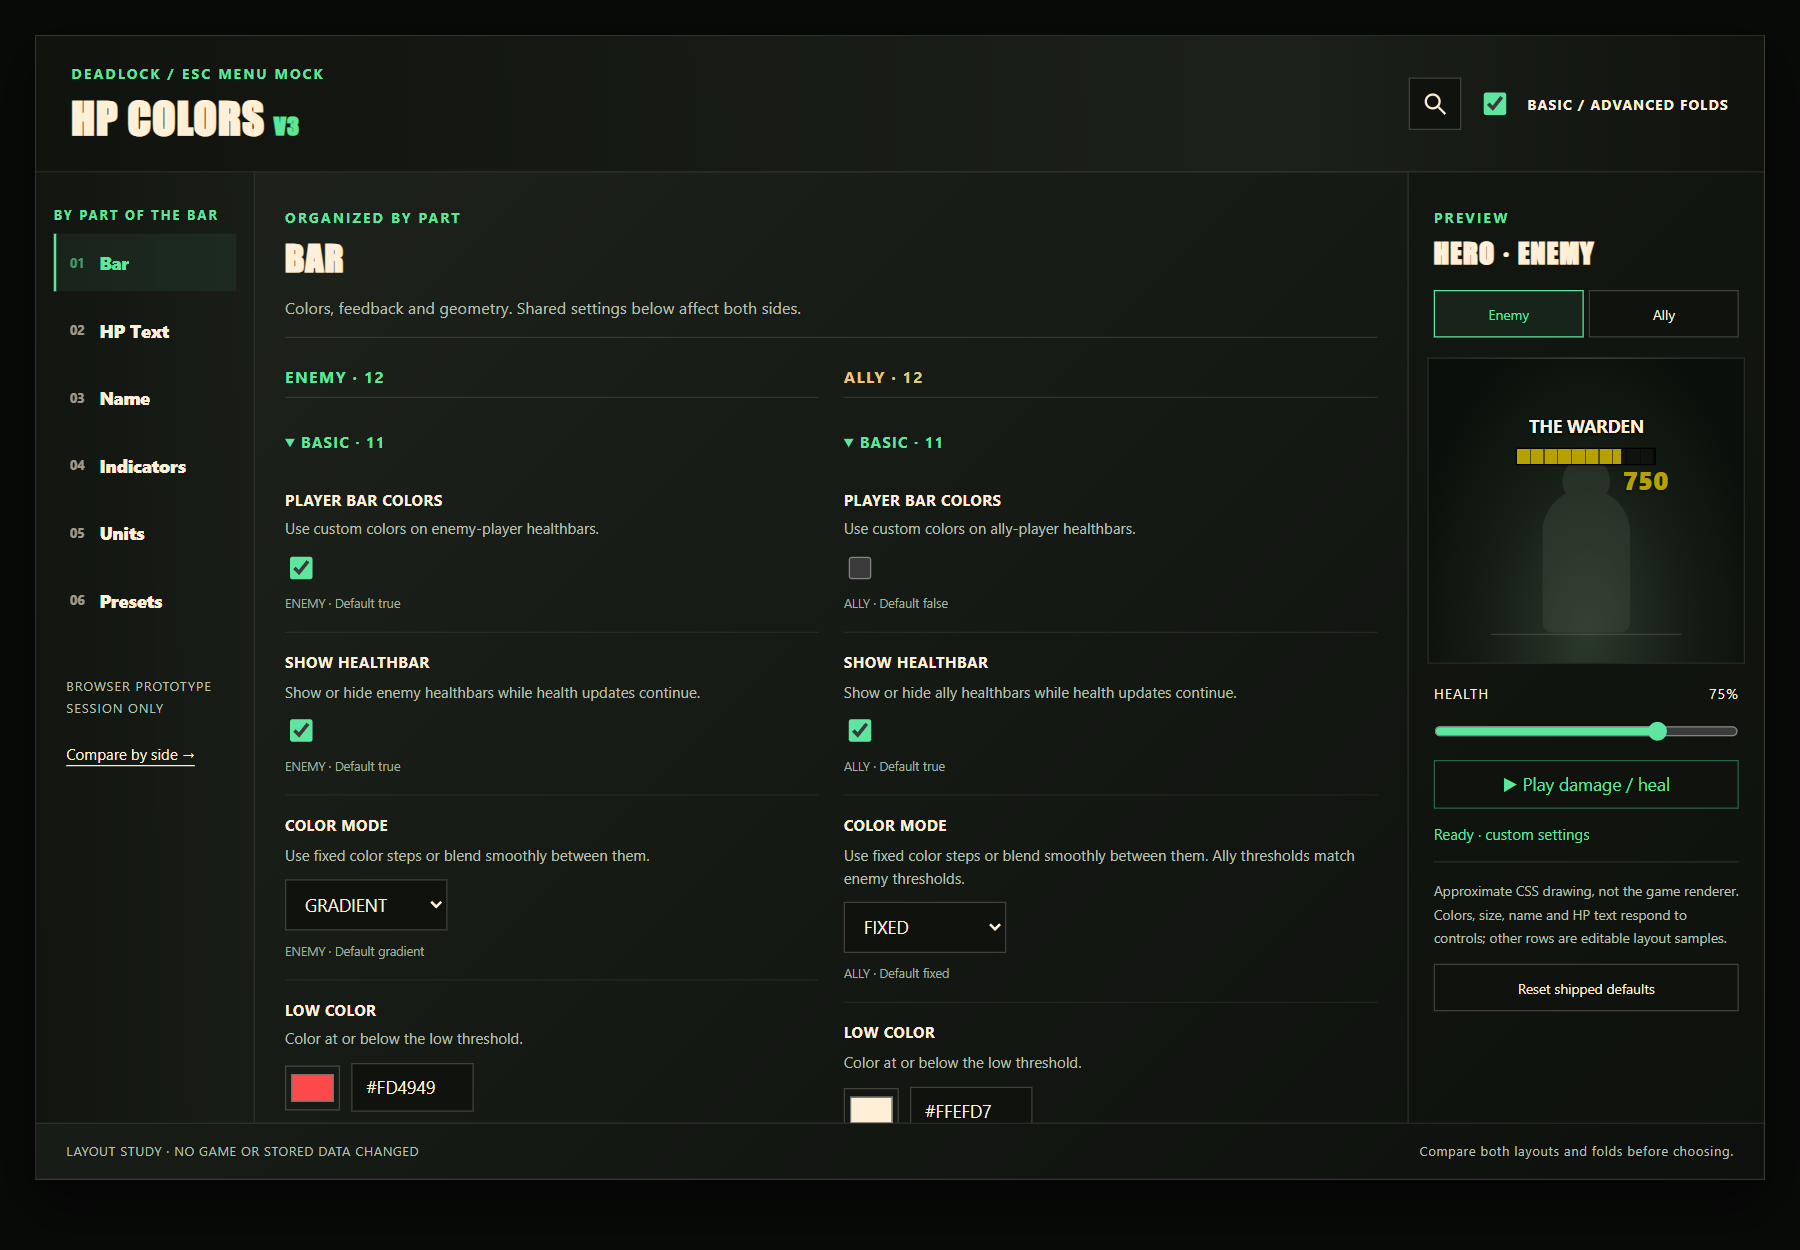 DEADLOCK / ESC MENU MOCK
HP COLORS V3
BASIC / ADVANCED FOLDS
BY PART OF THE BAR
01 Bar
02 HP Text
03 Name
04 Indicators
05 Units
06 Presets
BROWSER PROTOTYPE
SESSION ONLY
Compare by side →
ORGANIZED BY PART
BAR
Colors, feedback and geometry. Shared settings below affect both sides.
ENEMY · 12
▼ BASIC · 11
PLAYER BAR COLORS
Use custom colors on enemy-player healthbars.
ENEMY · Default true
SHOW HEALTHBAR
Show or hide enemy healthbars while health updates continue.
ENEMY · Default true
COLOR MODE
Use fixed color steps or blend smoothly between them.
GRADIENT
ENEMY · Default gradient
LOW COLOR
Color at or below the low threshold.
#FD4949
ALLY · 12
▼ BASIC · 11
PLAYER BAR COLORS
Use custom colors on ally-player healthbars.
ALLY · Default false
SHOW HEALTHBAR
Show or hide ally healthbars while health updates continue.
ALLY · Default true
COLOR MODE
Use fixed color steps or blend smoothly between them. Ally thresholds match
enemy thresholds.
FIXED
ALLY · Default fixed
LOW COLOR
Color at or below the low threshold.
#FFEFD7
PREVIEW
HERO · ENEMY
Enemy
Ally
THE WARDEN
750
HEALTH 75%
▶ Play damage / heal
Ready · custom settings
Approximate CSS drawing, not the game renderer.
Colors, size, name and HP text respond to
controls; other rows are editable layout samples.
Reset shipped defaults
LAYOUT STUDY · NO GAME OR STORED DATA CHANGED
Compare both layouts and folds before choosing.